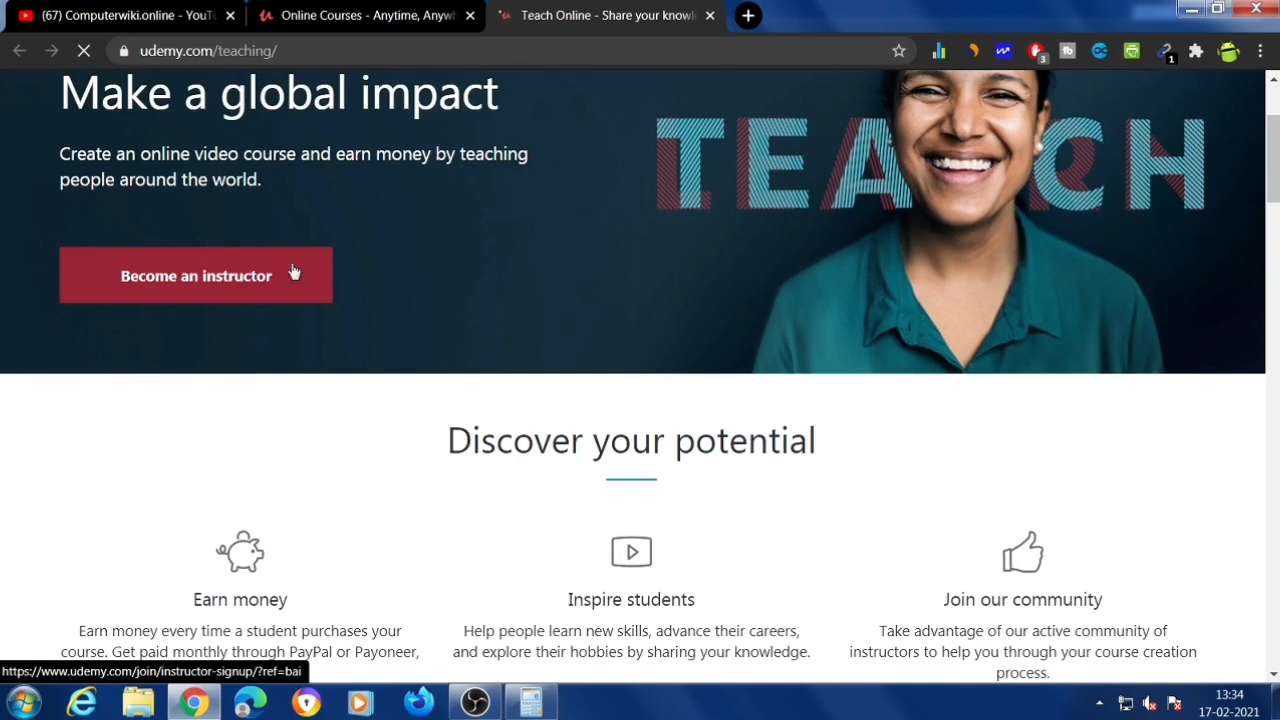 (67) Computerwiki.online - YouTu
Online Courses - Anytime, Anywh
Teach Online - Share your knowl
udemy.com/teaching/
3
1
Make a global impact
TEACH
Create an online video course and earn money by teaching
people around the world.
Become an instructor
Discover your potential
Earn money
Inspire students
Join our community
Earn money every time a student purchases your
course. Get paid monthly through PayPal or Payoneer,
Help people learn new skills, advance their careers,
and explore their hobbies by sharing your knowledge.
Take advantage of our active community of
instructors to help you through your course creation
process.
https://www.udemy.com/join/instructor-signup/?ref=bai
13:34
17-02-2021